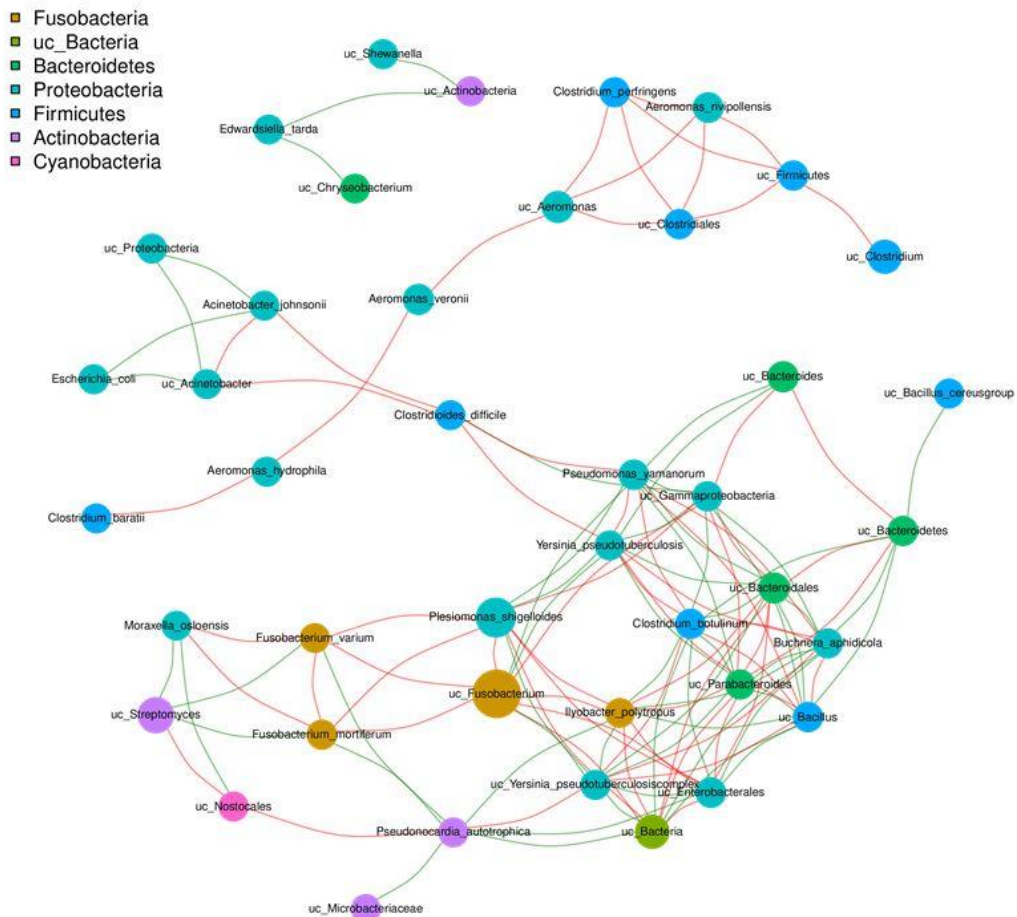 Fusobacteria
uc_Bacteria
Bacteroidetes
Proteobacteria
Firmicutes
Actinobacteria
Cyanobacteria
uc_Shewanella
uc_Actinobacteria
Clostridium_perfringens
Aeromonas_rivipollensis
Edwardsiella_tarda
uc_Firmicutes
uc_Chryseobacterium
uc_Aeromonas
uc_Clostridiales
uc_Proteobacteria
uc_Clostridium
Acinetobacter_johnsonii
Aeromonas_veronii
Escherichia_coli
uc_Acinetobacter
uc_Bacteroides
uc_Bacillus_cereusgroup
Clostridioides_difficile
Aeromonas_hydrophila
Pseudomonas_yamanorum
uc_Gammaproteobacteria
Clostridium_baratii
uc_Bacteroidetes
Yersinia_pseudotuberculosis
uc_Bacteroidales
Plesiomonas_shigelloides
Moraxella_osloensis
Clostridium_botulinum
Fusobacterium_varium
Buchnera_aphidicola
uc_Fusobacterium
uc_Parabacteroides
uc_Streptomyces
Ilyobacter_polytropus
uc_Bacillus
Fusobacterium_mortiferum
uc_Yersinia_pseudotuberculosiscomplex
uc_Enterobacterales
uc_Nostocales
Pseudonocardia_autotrophica
uc_Bacteria
uc_Microbacteriaceae